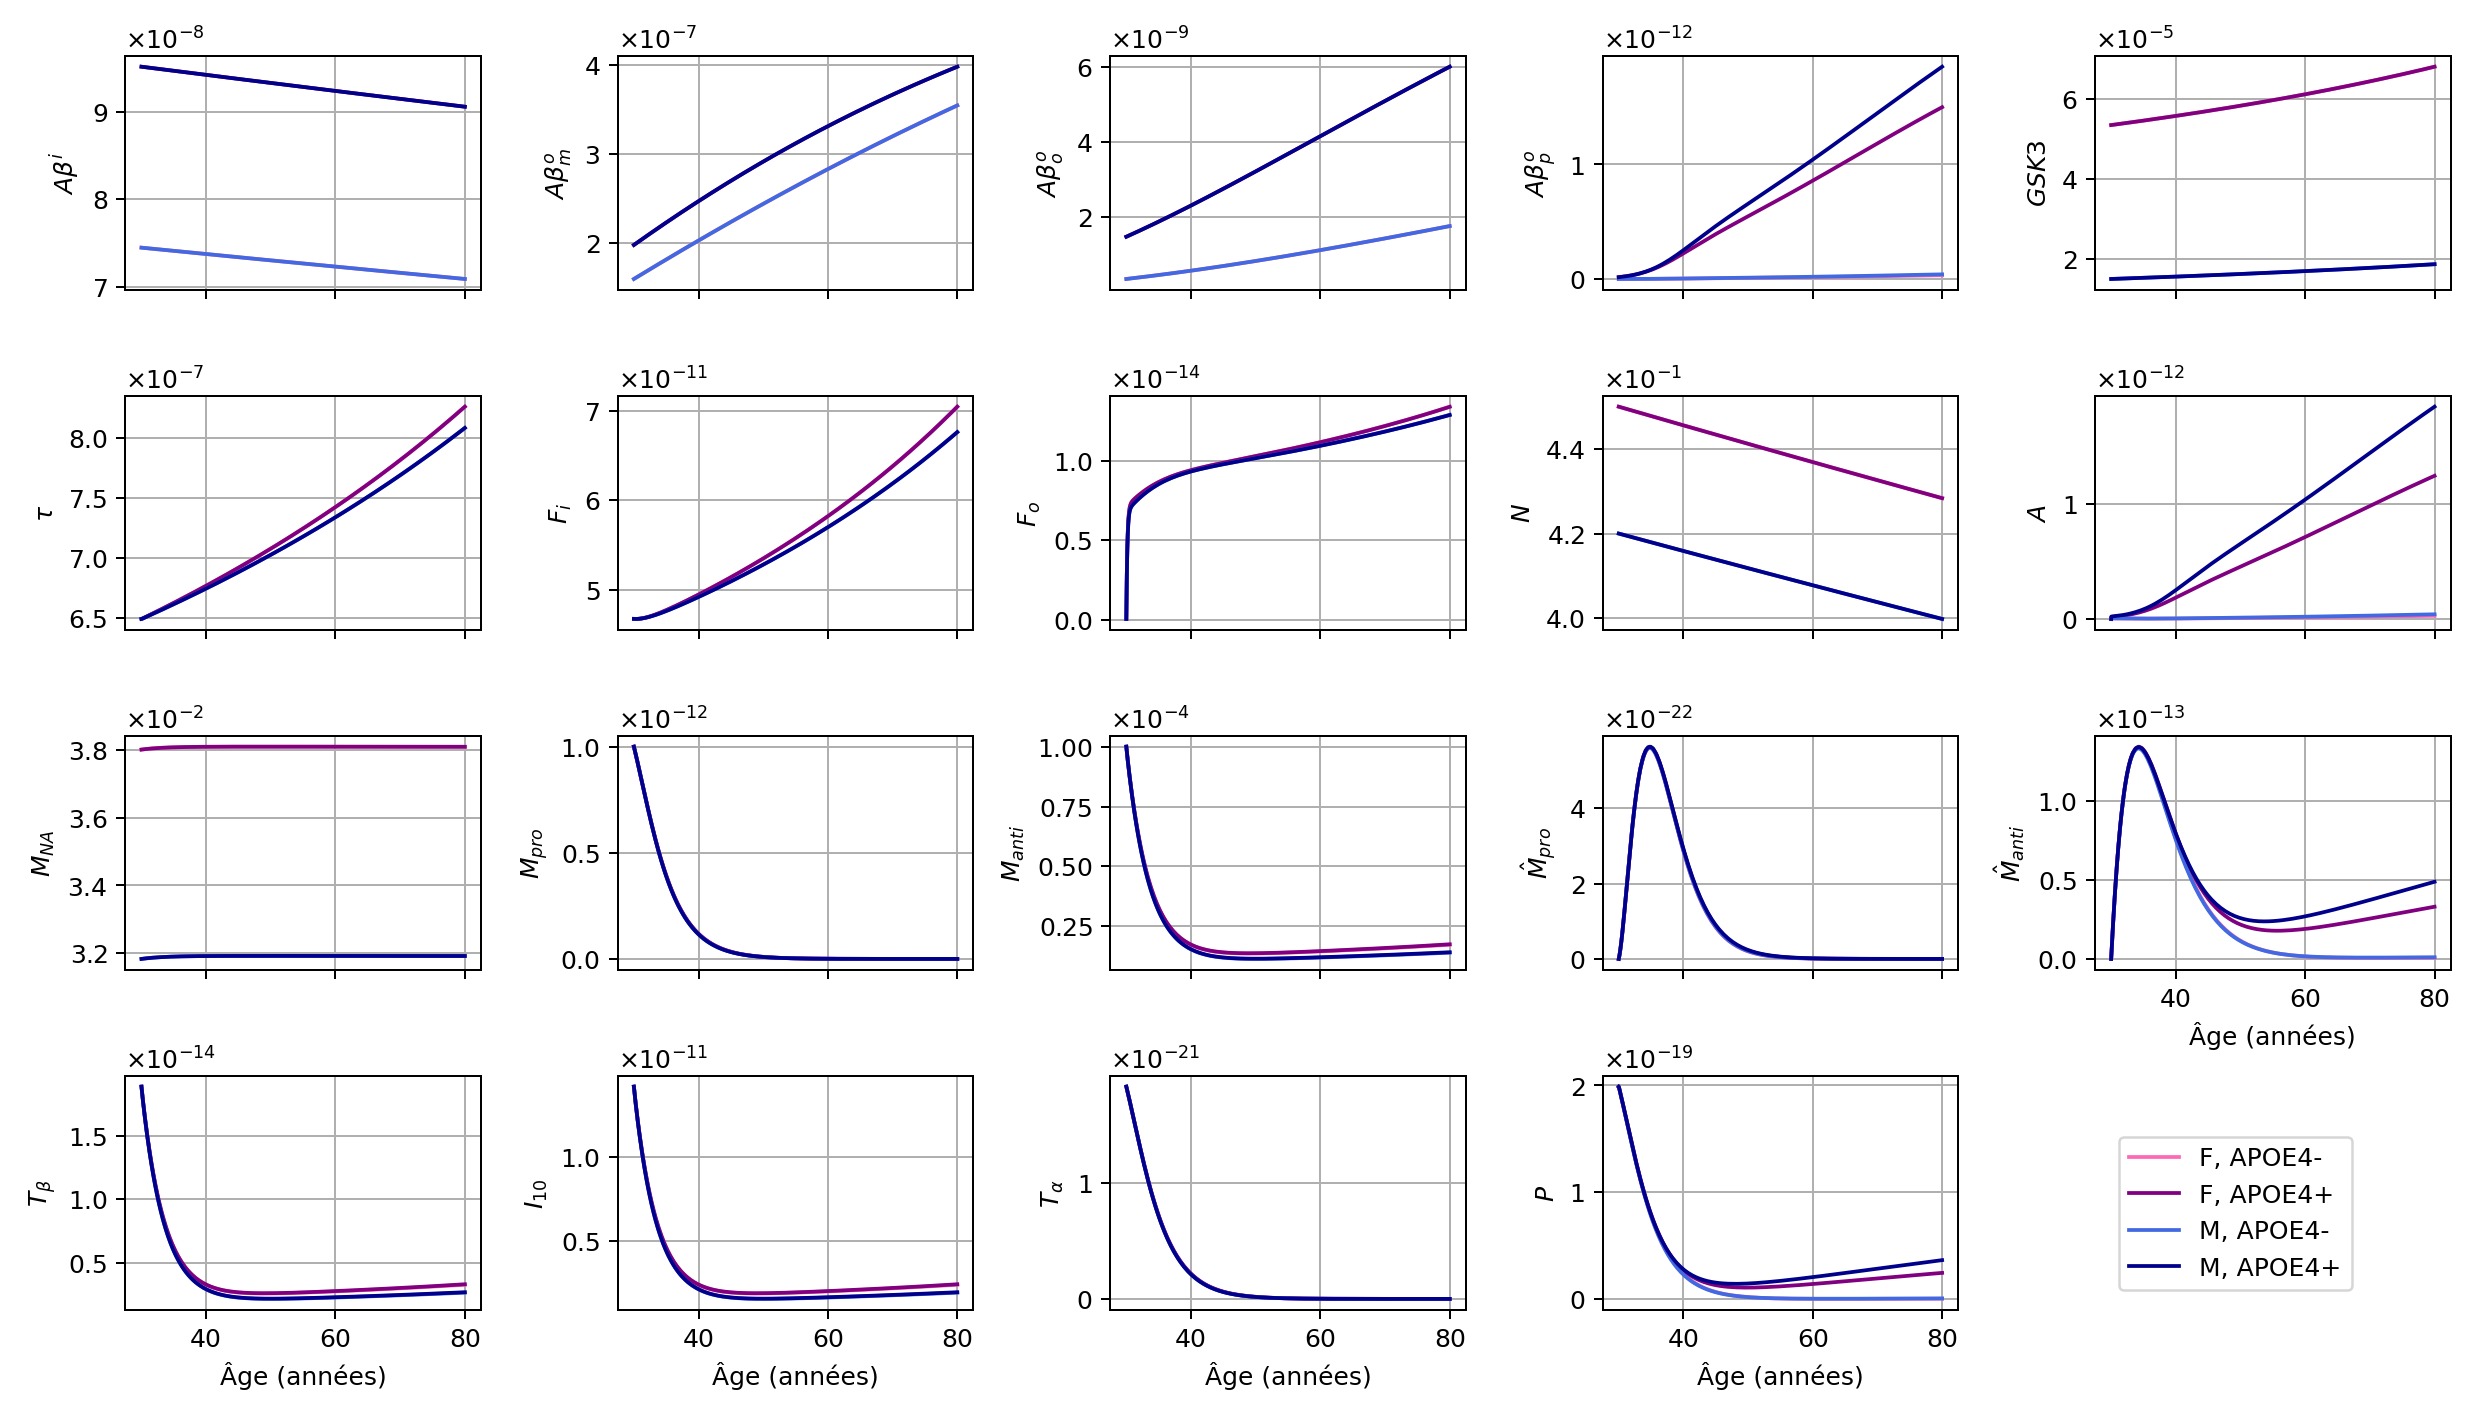 ×10⁻⁸
9
8
7
Aβⁱ
×10⁻⁷
4
3
2
Aβₘᵒ
×10⁻⁹
6
4
2
Aβₒᵒ
×10⁻¹²
1
0
Aβₚᵒ
×10⁻⁵
6
4
2
GSK3
×10⁻⁷
8.0
7.5
7.0
6.5
τ
×10⁻¹¹
7
6
5
Fᵢ
×10⁻¹⁴
1.0
0.5
0.0
Fₒ
×10⁻¹
4.4
4.2
4.0
N
×10⁻¹²
1
0
A
×10⁻²
3.8
3.6
3.4
3.2
M_NA
×10⁻¹²
1.0
0.5
0.0
M_pro
×10⁻⁴
1.00
0.75
0.50
0.25
M_anti
×10⁻²²
4
2
0
M̂_pro
×10⁻¹³
1.0
0.5
0.0
M̂_anti
40 60 80
Âge (années)
×10⁻¹⁴
1.5
1.0
0.5
T_β
40 60 80
Âge (années)
×10⁻¹¹
1.0
0.5
I₁₀
40 60 80
Âge (années)
×10⁻²¹
1
0
T_α
40 60 80
Âge (années)
×10⁻¹⁹
2
1
0
P
40 60 80
Âge (années)
F, APOE4-
F, APOE4+
M, APOE4-
M, APOE4+